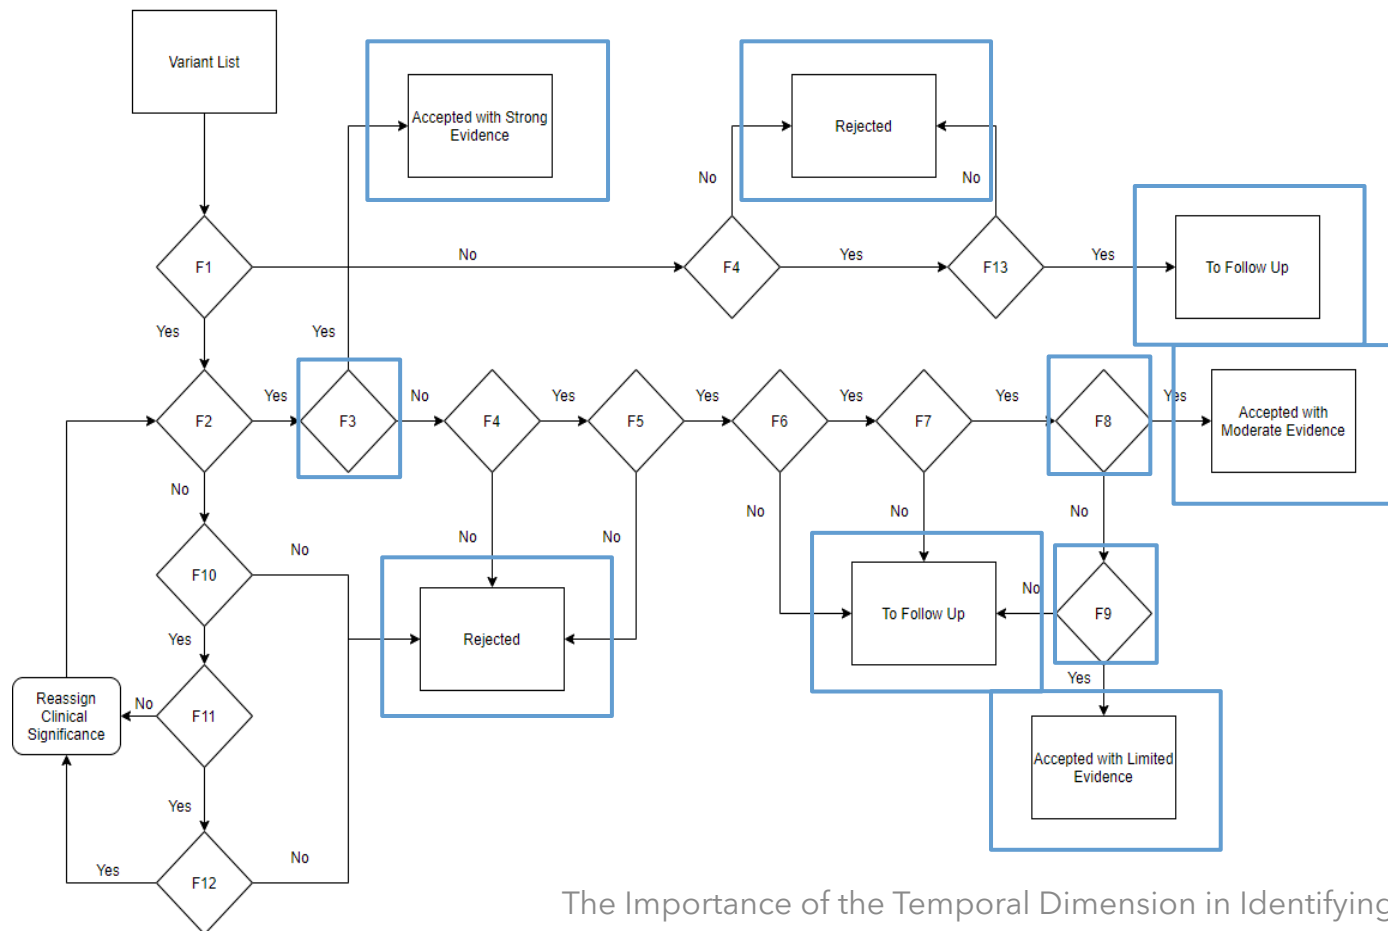 Variant List
Accepted with Strong
Evidence
Rejected
No
No
F1
No
F4
Yes
F13
Yes
To Follow Up
Yes
Yes
F2
Yes
F3
No
F4
Yes
F5
Yes
F6
Yes
F7
Yes
F8
Yes
Accepted with
Moderate Evidence
No
No
No
No
No
No
F10
Rejected
To Follow Up
No
F9
Yes
Yes
Reassign
Clinical
Significance
No
F11
Accepted with Limited
Evidence
Yes
Yes
F12
No
The Importance of the Temporal Dimension in Identifying